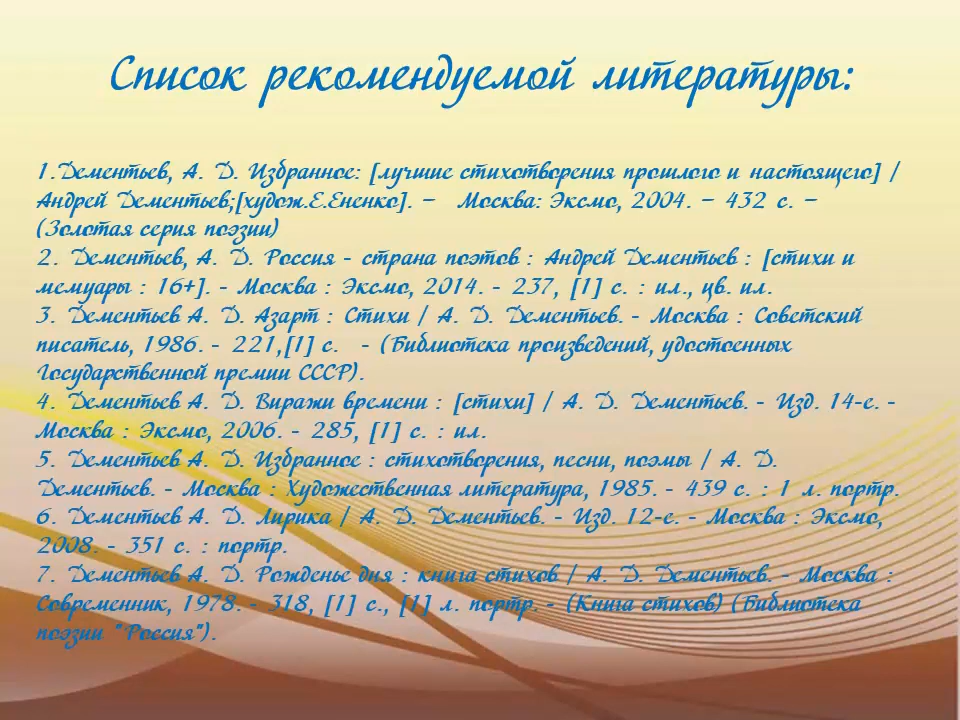 Список рекомендуемой литературы:
1.Дементьев, А. Д. Избранное: [лучшие стихотворения прошлого и настоящего] /
Андрей Дементьев;[худож.Е.Ененко]. – Москва: Эксмо, 2004. – 432 с. –
(Золотая серия поэзии)
2. Дементьев, А. Д. Россия - страна поэтов : Андрей Дементьев : [стихи и
мемуары : 16+]. - Москва : Эксмо, 2014. - 237, [1] с. : ил., цв. ил.
3. Дементьев А. Д. Азарт : Стихи / А. Д. Дементьев. - Москва : Советский
писатель, 1986. - 221,[1] с. - (Библиотека произведений, удостоенных
Государственной премии СССР).
4. Дементьев А. Д. Виражи времени : [стихи] / А. Д. Дементьев. - Изд. 14-е. -
Москва : Эксмо, 2006. - 285, [1] с. : ил.
5. Дементьев А. Д. Избранное : стихотворения, песни, поэмы / А. Д.
Дементьев. - Москва : Художественная литература, 1985. - 439 с. : 1 л. портр.
6. Дементьев А. Д. Лирика / А. Д. Дементьев. - Изд. 12-е. - Москва : Эксмо,
2008. - 351 с. : портр.
7. Дементьев А. Д. Рожденье дня : книга стихов / А. Д. Дементьев. - Москва :
Современник, 1978. - 318, [1] с., [1] л. портр. - (Книга стихов) (Библиотека
поэзии "Россия").